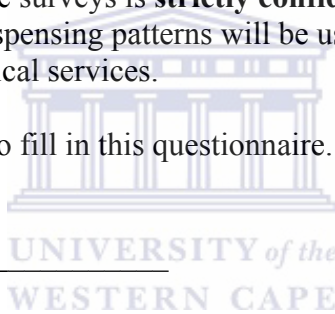 surveys is strictly
spensing patterns will be us
ical services.
o fill in this questionnaire.
UNIVERSITY of the
WESTERN CAPE